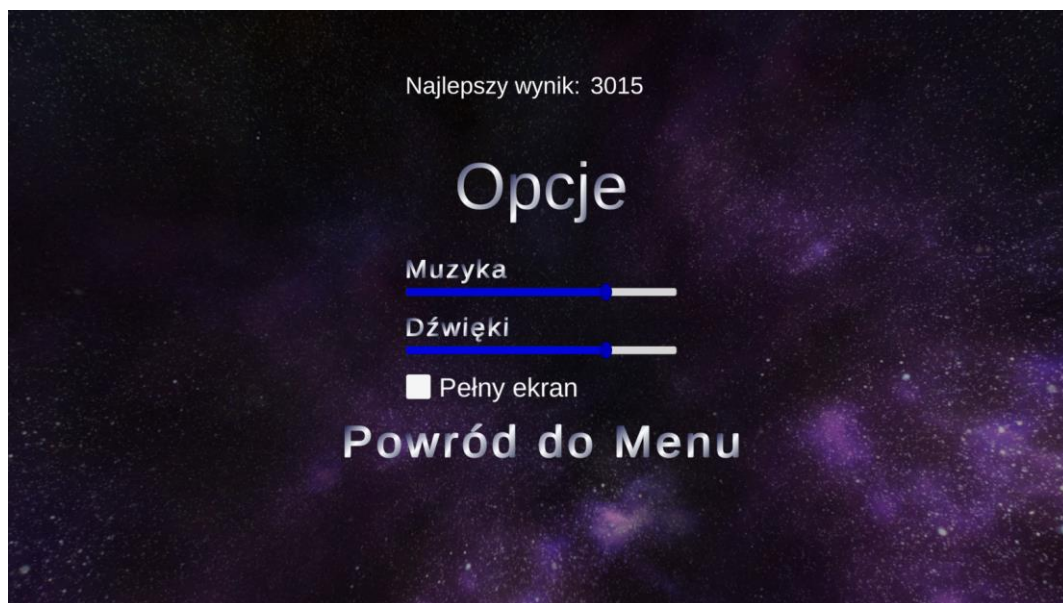 Najlepszy wynik: 3015
Opcje
Muzyka
Dźwięki
Pełny ekran
Powród do Menu